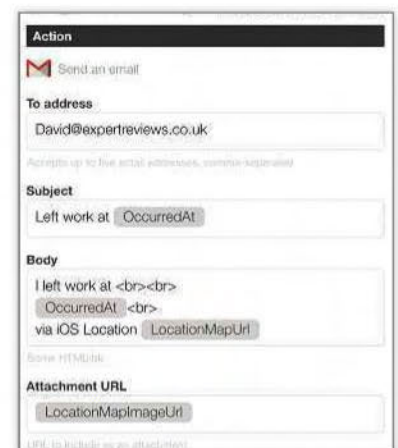 Action
Send an email
To address
David@expertreviews.co.uk
Accepts up to five email addresses, comma-separated
Subject
Left work at OccurredAt
Body
I left work at <br><br>
OccurredAt <br>
via iOS Location LocationMapUrl
Some HTML ok
Attachment URL
LocationMapImageUrl
URL to include as an attachment